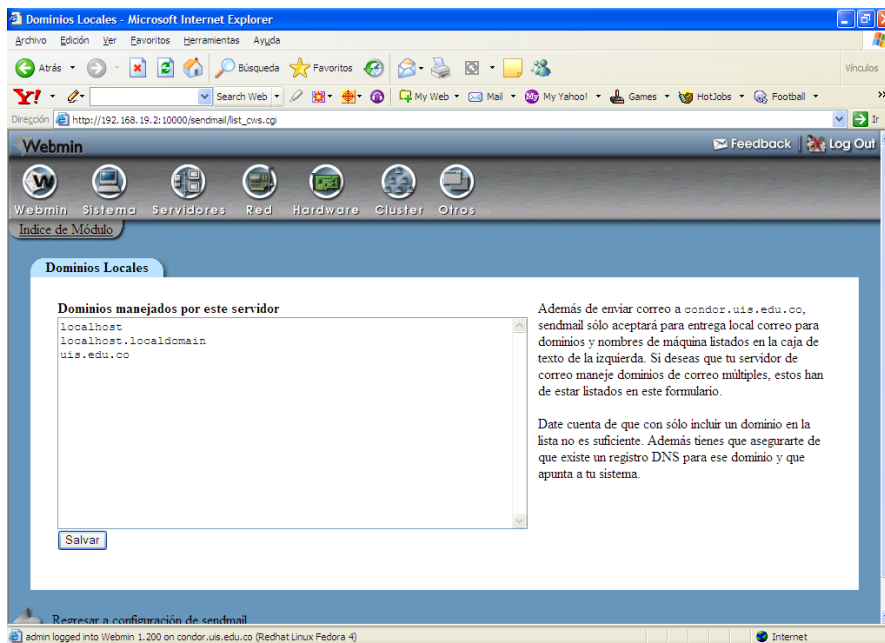 Dominios Locales - Microsoft Internet Explorer
Archivo Edición Ver Favoritos Herramientas Ayuda
Atrás Búsqueda Favoritos Vínculos
Y! Search Web My Web Mail My Yahoo! Games HotJobs Football »
Dirección http://192.168.19.2:10000/sendmail/list_cws.cgi Ir
Webmin Feedback Log Out
Webmin Sistema Servidores Red Hardware Cluster Otros
Indice de Módulo
Dominios Locales
Dominios manejados por este servidor
localhost
localhost.localdomain
uis.edu.co
Salvar
Además de enviar correo a condor.uis.edu.co,
sendmail sólo aceptará para entrega local correo para
dominios y nombres de máquina listados en la caja de
texto de la izquierda. Si deseas que tu servidor de
correo maneje dominios de correo múltiples, estos han
de estar listados en este formulario.
Date cuenta de que con sólo incluir un dominio en la
lista no es suficiente. Además tienes que asegurarte de
que existe un registro DNS para ese dominio y que
apunta a tu sistema.
Regresar a configuración de sendmail
admin logged into Webmin 1.200 on condor.uis.edu.co (Redhat Linux Fedora 4) Internet